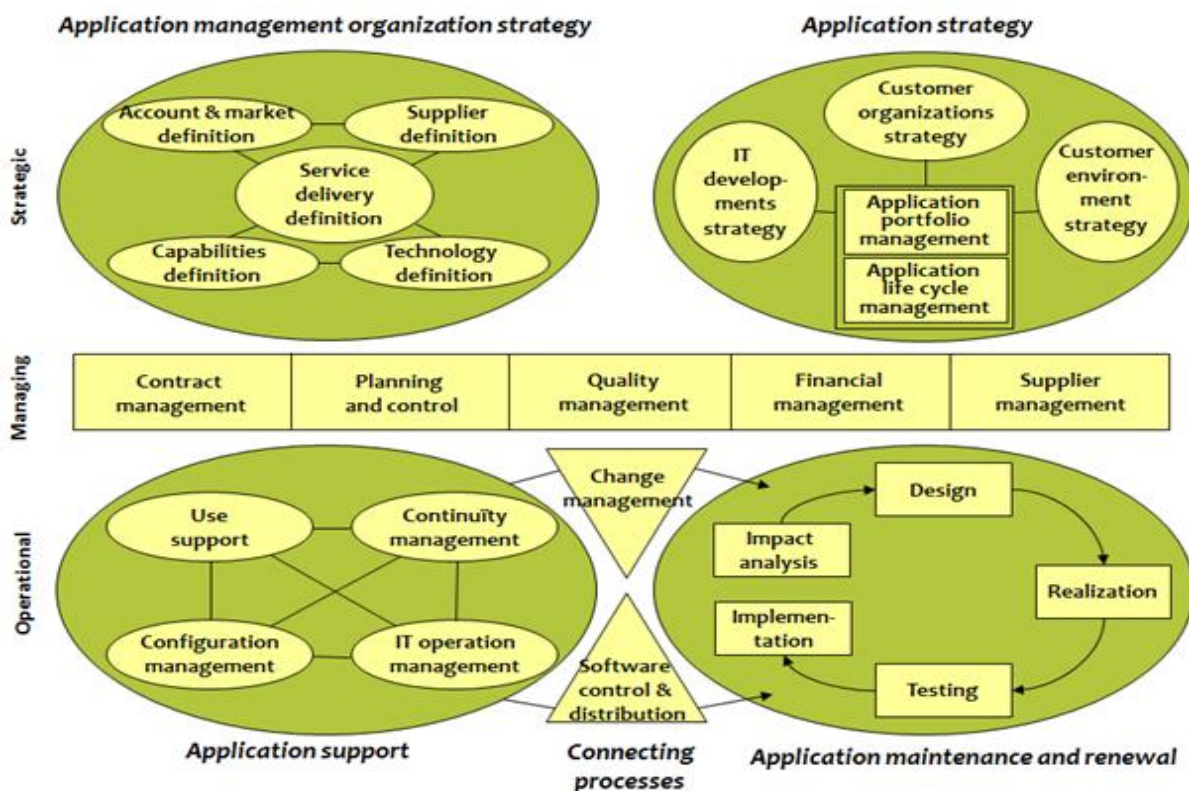 Application management organization strategy
Application strategy
Strategic
Account & market
definition
Supplier
definition
Service
delivery
definition
Capabilities
definition
Technology
definition
Customer
organizations
strategy
IT
develop-
ments
strategy
Customer
environ-
ment
strategy
Application
portfolio
management
Application
life cycle
management
Managing
Contract
management
Planning
and control
Quality
management
Financial
management
Supplier
management
Operational
Use
support
Continuïty
management
Configuration
management
IT operation
management
Change
management
Software
control &
distribution
Impact
analysis
Design
Realization
Testing
Implemen-
tation
Application support
Connecting
processes
Application maintenance and renewal